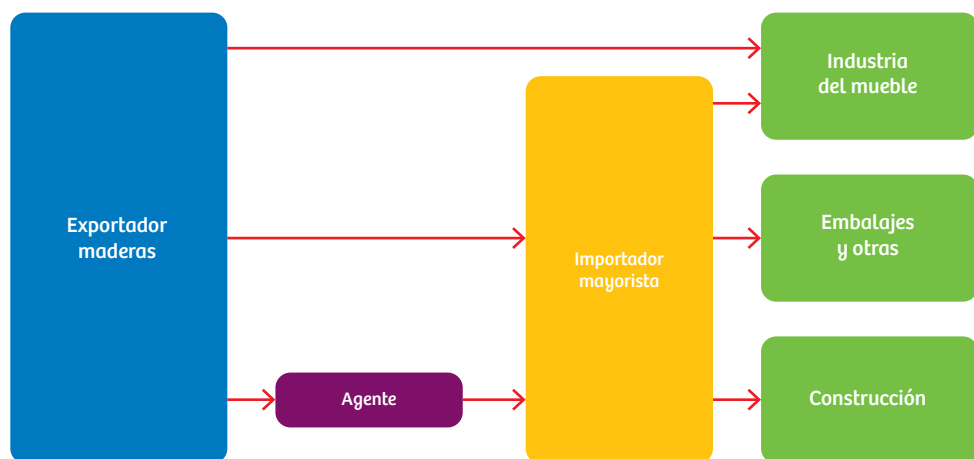 Exportador
maderas
Agente
Importador
mayorista
Industria
del mueble
Embalajes
y otras
Construcción